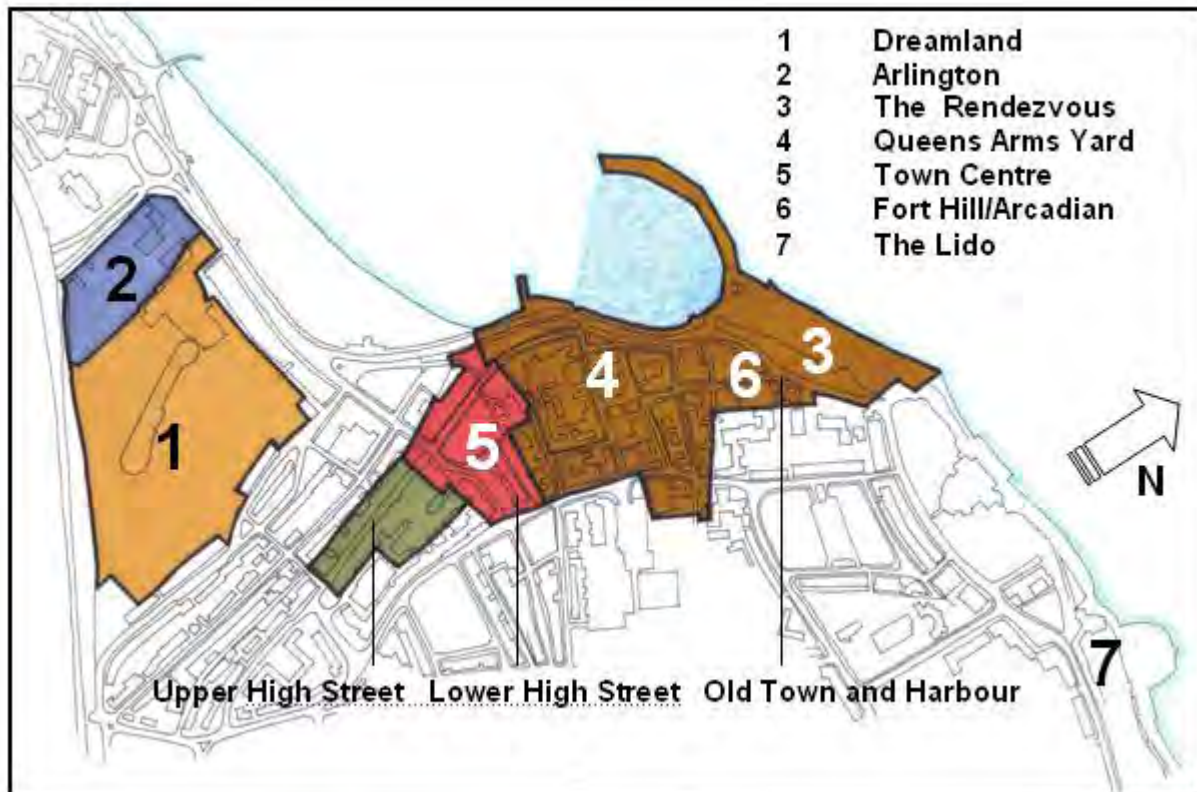 1 Dreamland
2 Arlington
3 The Rendezvous
4 Queens Arms Yard
5 Town Centre
6 Fort Hill/Arcadian
7 The Lido
2
1
5
4
6
3
N
7
Upper High Street Lower High Street Old Town and Harbour